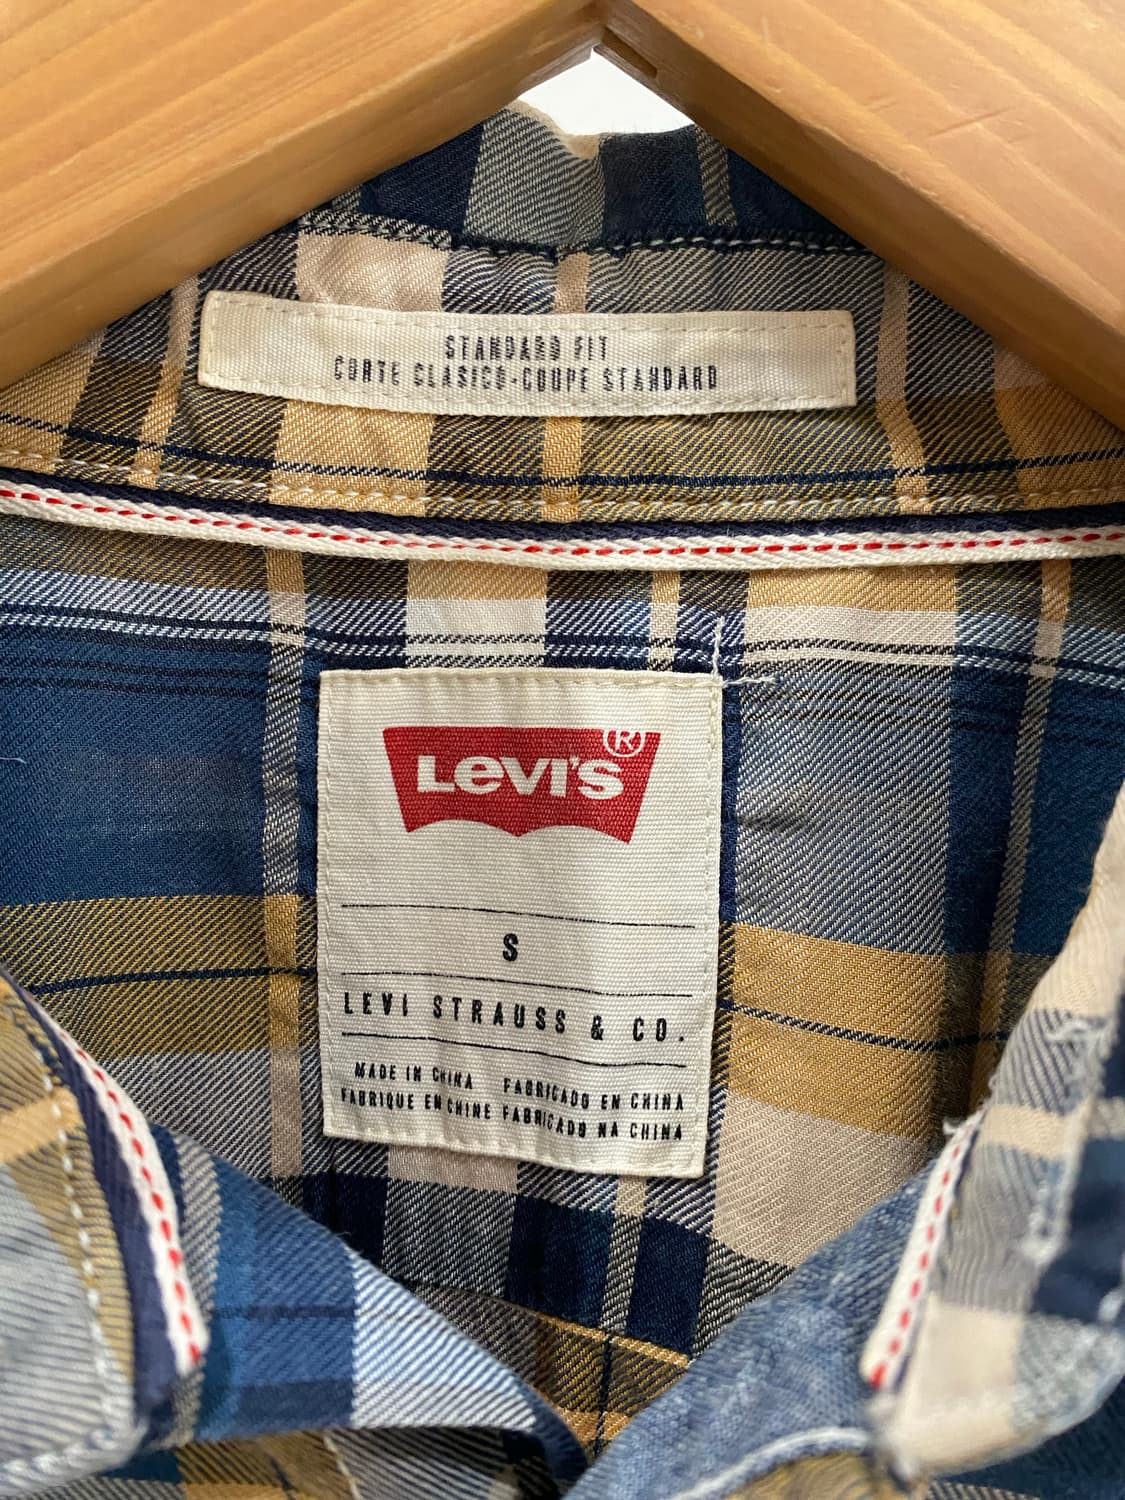 STANDARD FIT
CORTE CLASICO-COUPE STANDARD
LEVI'S®
S
LEVI STRAUSS & CO.
MADE IN CHINA FABRICADO EN CHINA
FABRIQUE EN CHINE FABRICADO NA CHINA